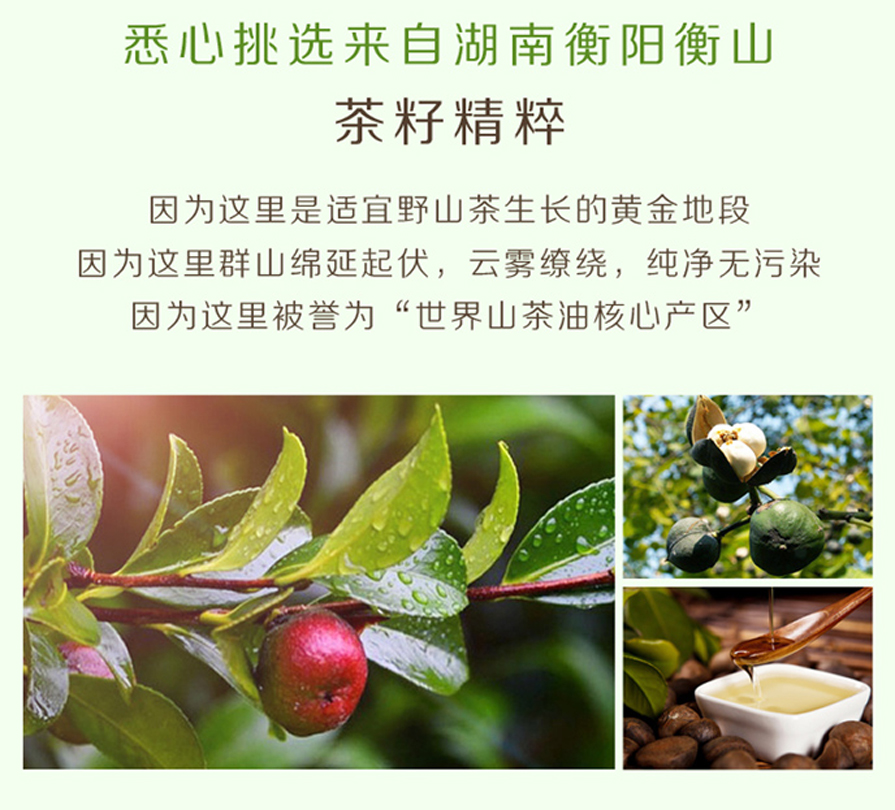 悉心挑选来自湖南衡阳衡山
茶籽精粹
因为这里是适宜野山茶生长的黄金地段
因为这里群山绵延起伏，云雾缭绕，纯净无污染
因为这里被誉为“世界山茶油核心产区”